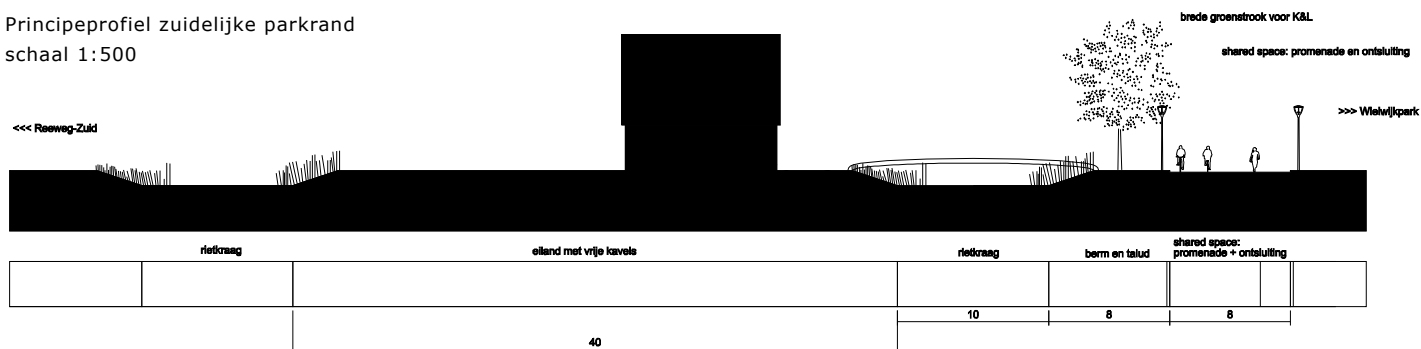 Principeprofiel zuidelijke parkrand
schaal 1:500
brede groenstrook voor K&L
shared space: promenade en ontsluiting
<<< Reeweg-Zuid
>>> Wielwijkpark
rietkraag
eiland met vrije kavels
rietkraag
berm en talud
shared space:
promenade + ontsluiting
10
8
8
40